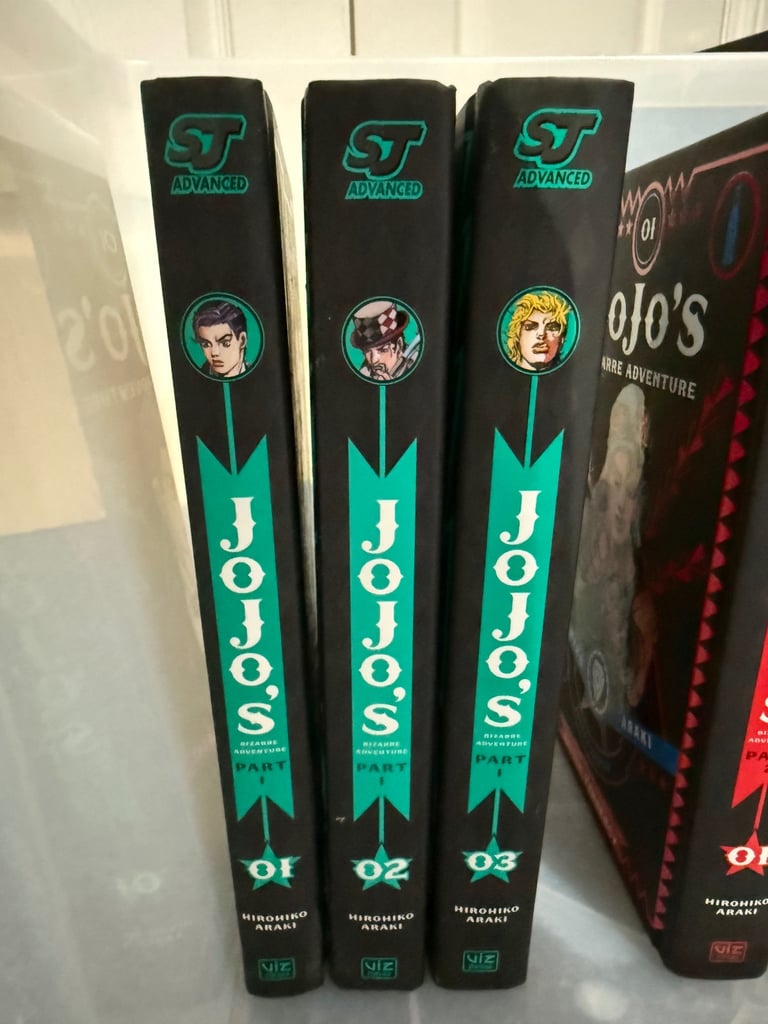 SJ
ADVANCED
JOJO'S
BIZARRE
ADVENTURE
PART
1
01
HIROHIKO
ARAKI
VIZ
SJ
ADVANCED
JOJO'S
BIZARRE
ADVENTURE
PART
1
02
HIROHIKO
ARAKI
VIZ
SJ
ADVANCED
JOJO'S
BIZARRE
ADVENTURE
PART
1
03
HIROHIKO
ARAKI
VIZ
01
OJO'S
ARRE ADVENTURE
ARAKI
01
HIROHIKO
ARAKI
VIZ